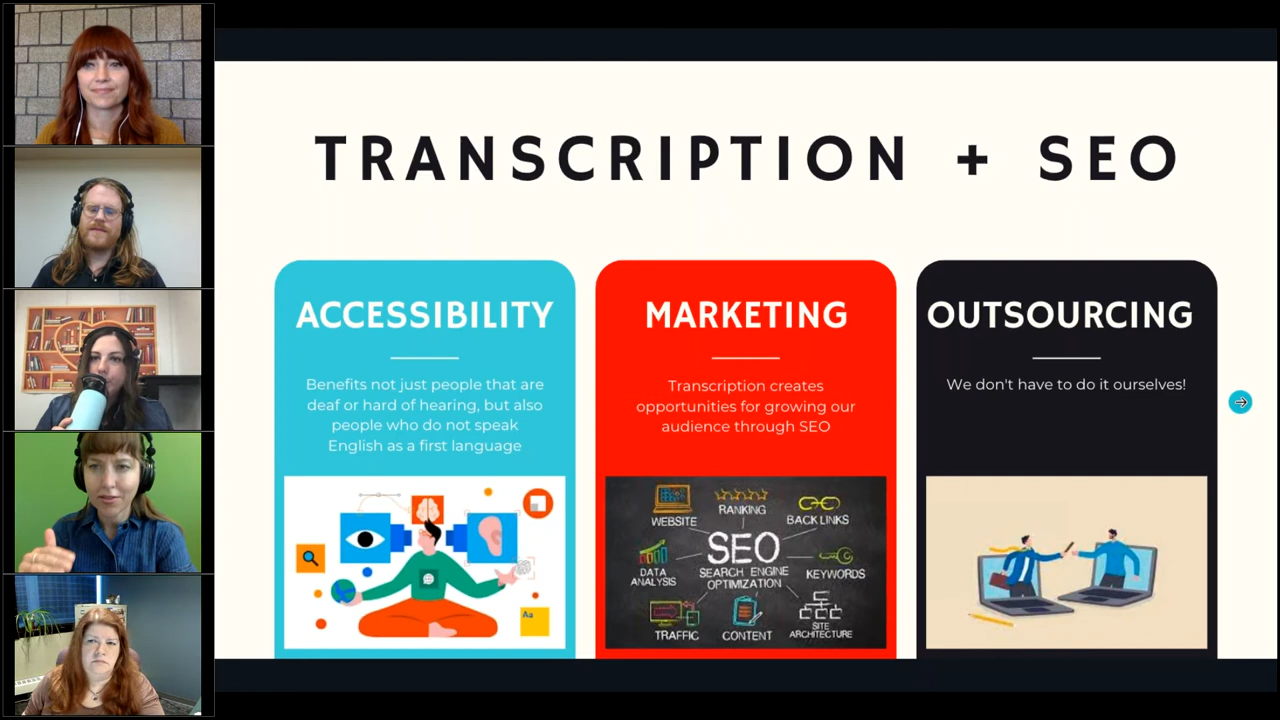 TRANSCRIPTION + SEO
ACCESSIBILITY
Benefits not just people that are
deaf or hard of hearing, but also
people who do not speak
English as a first language
Aa
MARKETING
Transcription creates
opportunities for growing our
audience through SEO
WEBSITE
RANKING
BACK LINKS
SEO
SEARCH ENGINE
OPTIMIZATION
DATA
ANALYSIS
KEYWORDS
TRAFFIC
CONTENT
SITE
ARCHITECTURE
OUTSOURCING
We don't have to do it ourselves!